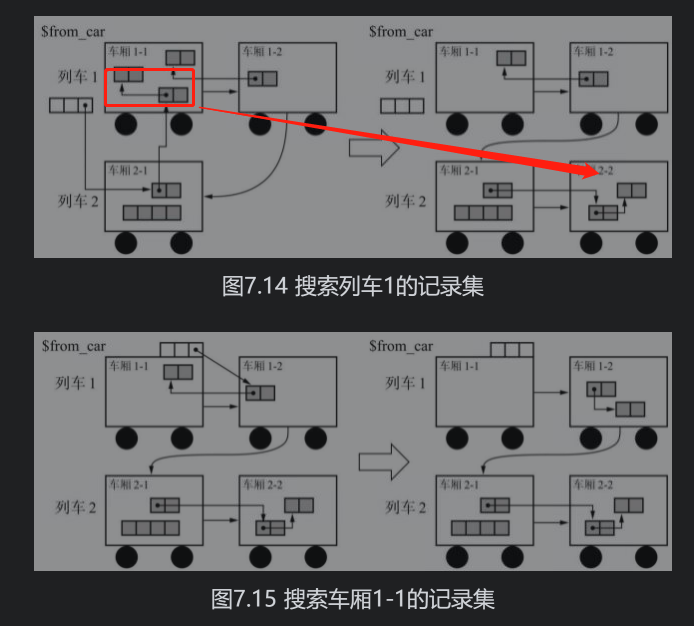 $from_car
$from_car
车厢 1-1
车厢 1-2
车厢 1-1
车厢 1-2
列车 1
列车 1
车厢 2-1
车厢 2-1
2-2
列车 2
列车 2
图7.14 搜索列车1的记录集
$from_car
$from_car
车厢 1-1
车厢 1-2
车厢 1-1
车厢 1-2
列车 1
列车 1
车厢 2-1
车厢 2-2
车厢 2-1
车厢 2-2
列车 2
列车 2
图7.15 搜索车厢1-1的记录集